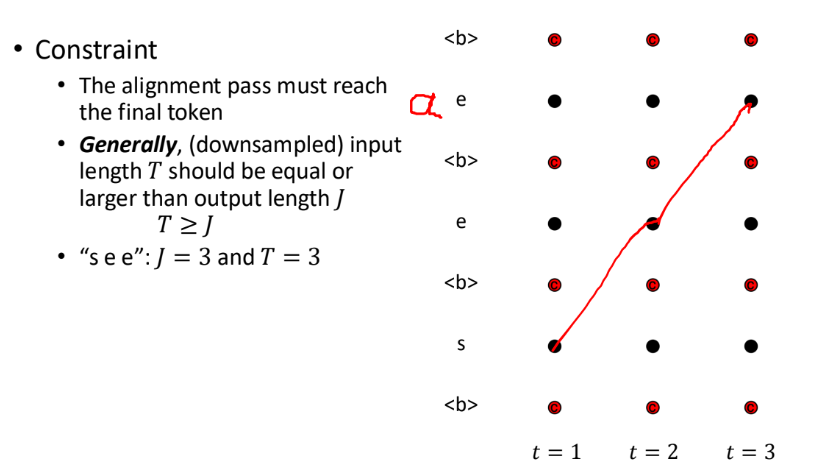 • Constraint
• The alignment pass must reach
the final token
• Generally, (downsampled) input
length T should be equal or
larger than output length J
T ≥ J
• “s e e”: J = 3 and T = 3
<b>
a e
<b>
e
<b>
s
<b>
t = 1 t = 2 t = 3